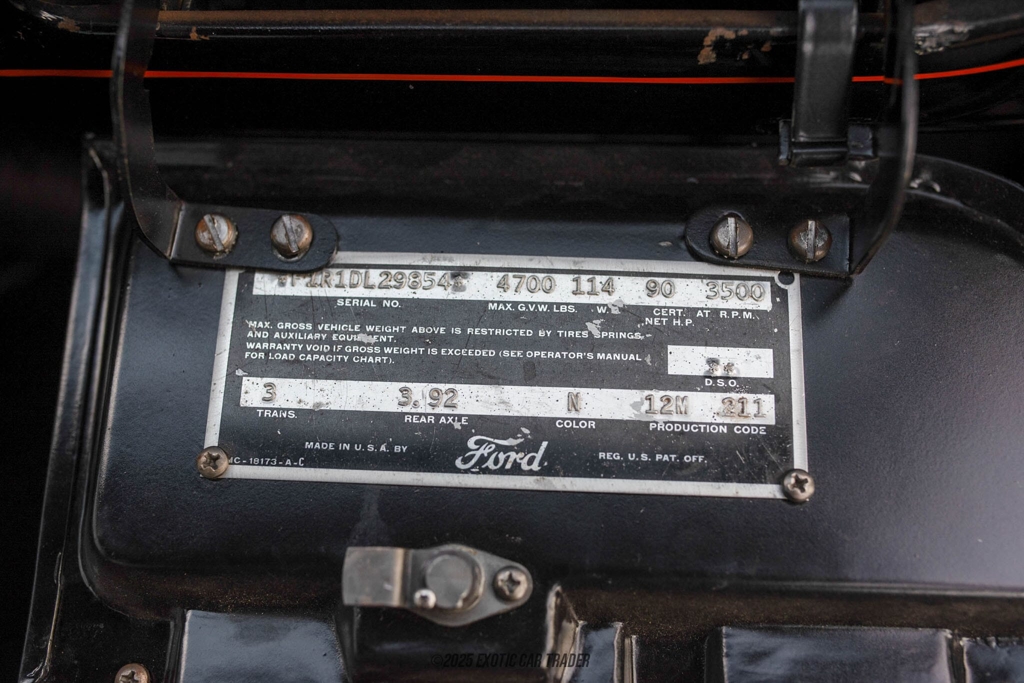 4700 114 90 3500
SERIAL NO. MAX. G.V.W. LBS. CERT. AT R.P.M.
NET H.P.
MAX. GROSS VEHICLE WEIGHT ABOVE IS RESTRICTED BY TIRES SPRINGS
AND AUXILIARY EQUIPMENT.
WARRANTY VOID IF GROSS WEIGHT IS EXCEEDED (SEE OPERATOR'S MANUAL
FOR LOAD CAPACITY CHART).
D.S.O.
3 3.92 N 12M 211
TRANS. REAR AXLE COLOR PRODUCTION CODE
MADE IN U.S.A. BY Ford REG. U.S. PAT. OFF.
©2025 EXOTIC CAR TRADER